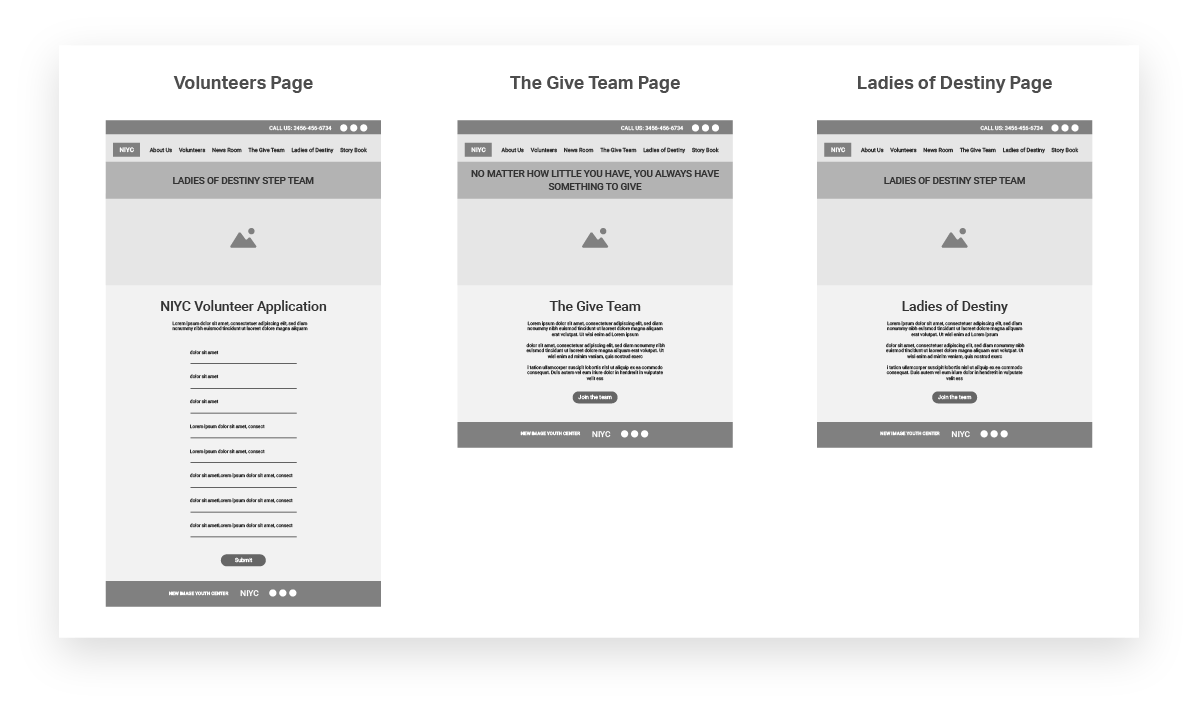 Volunteers Page
CALL US: 3456-456-6734
NIYC About Us Volunteers News Room The Give Team Ladies of Destiny Story Book
LADIES OF DESTINY STEP TEAM
NIYC Volunteer Application
Lorem ipsum dolor sit amet, consectetuer adipiscing elit, sed diam
nonummy nibh euismod tincidunt ut laoreet dolore magna aliquam
dolor sit amet
dolor sit amet
dolor sit amet
Lorem ipsum dolor sit amet, consect
Lorem ipsum dolor sit amet, consect
dolor sit ametLorem ipsum dolor sit amet, consect
dolor sit ametLorem ipsum dolor sit amet, consect
dolor sit ametLorem ipsum dolor sit amet, consect
Submit
NEW IMAGE YOUTH CENTER NIYC
The Give Team Page
CALL US: 3456-456-6734
NIYC About Us Volunteers News Room The Give Team Ladies of Destiny Story Book
NO MATTER HOW LITTLE YOU HAVE, YOU ALWAYS HAVE
SOMETHING TO GIVE
The Give Team
Lorem ipsum dolor sit amet, consectetuer adipiscing elit, sed diam
nonummy nibh euismod tincidunt ut laoreet dolore magna aliquam
erat volutpat. Ut wisi enim ad Lorem ipsum
dolor sit amet, consectetuer adipiscing elit, sed diam nonummy nibh
euismod tincidunt ut laoreet dolore magna aliquam erat volutpat. Ut
wisi enim ad minim veniam, quis nostrud exerc
i tation ullamcorper suscipit lobortis nisl ut aliquip ex ea commodo
consequat. Duis autem vel eum iriure dolor in hendrerit in vulputate
velit ess
Join the team
NEW IMAGE YOUTH CENTER NIYC
Ladies of Destiny Page
CALL US: 3456-456-6734
NIYC About Us Volunteers News Room The Give Team Ladies of Destiny Story Book
LADIES OF DESTINY STEP TEAM
Ladies of Destiny
Lorem ipsum dolor sit amet, consectetuer adipiscing elit, sed diam
nonummy nibh euismod tincidunt ut laoreet dolore magna aliquam
erat volutpat. Ut wisi enim ad Lorem ipsum
dolor sit amet, consectetuer adipiscing elit, sed diam nonummy nibh
euismod tincidunt ut laoreet dolore magna aliquam erat volutpat. Ut
wisi enim ad minim veniam, quis nostrud exerc
i tation ullamcorper suscipit lobortis nisl ut aliquip ex ea commodo
consequat. Duis autem vel eum iriure dolor in hendrerit in vulputate
velit ess
Join the team
NEW IMAGE YOUTH CENTER NIYC